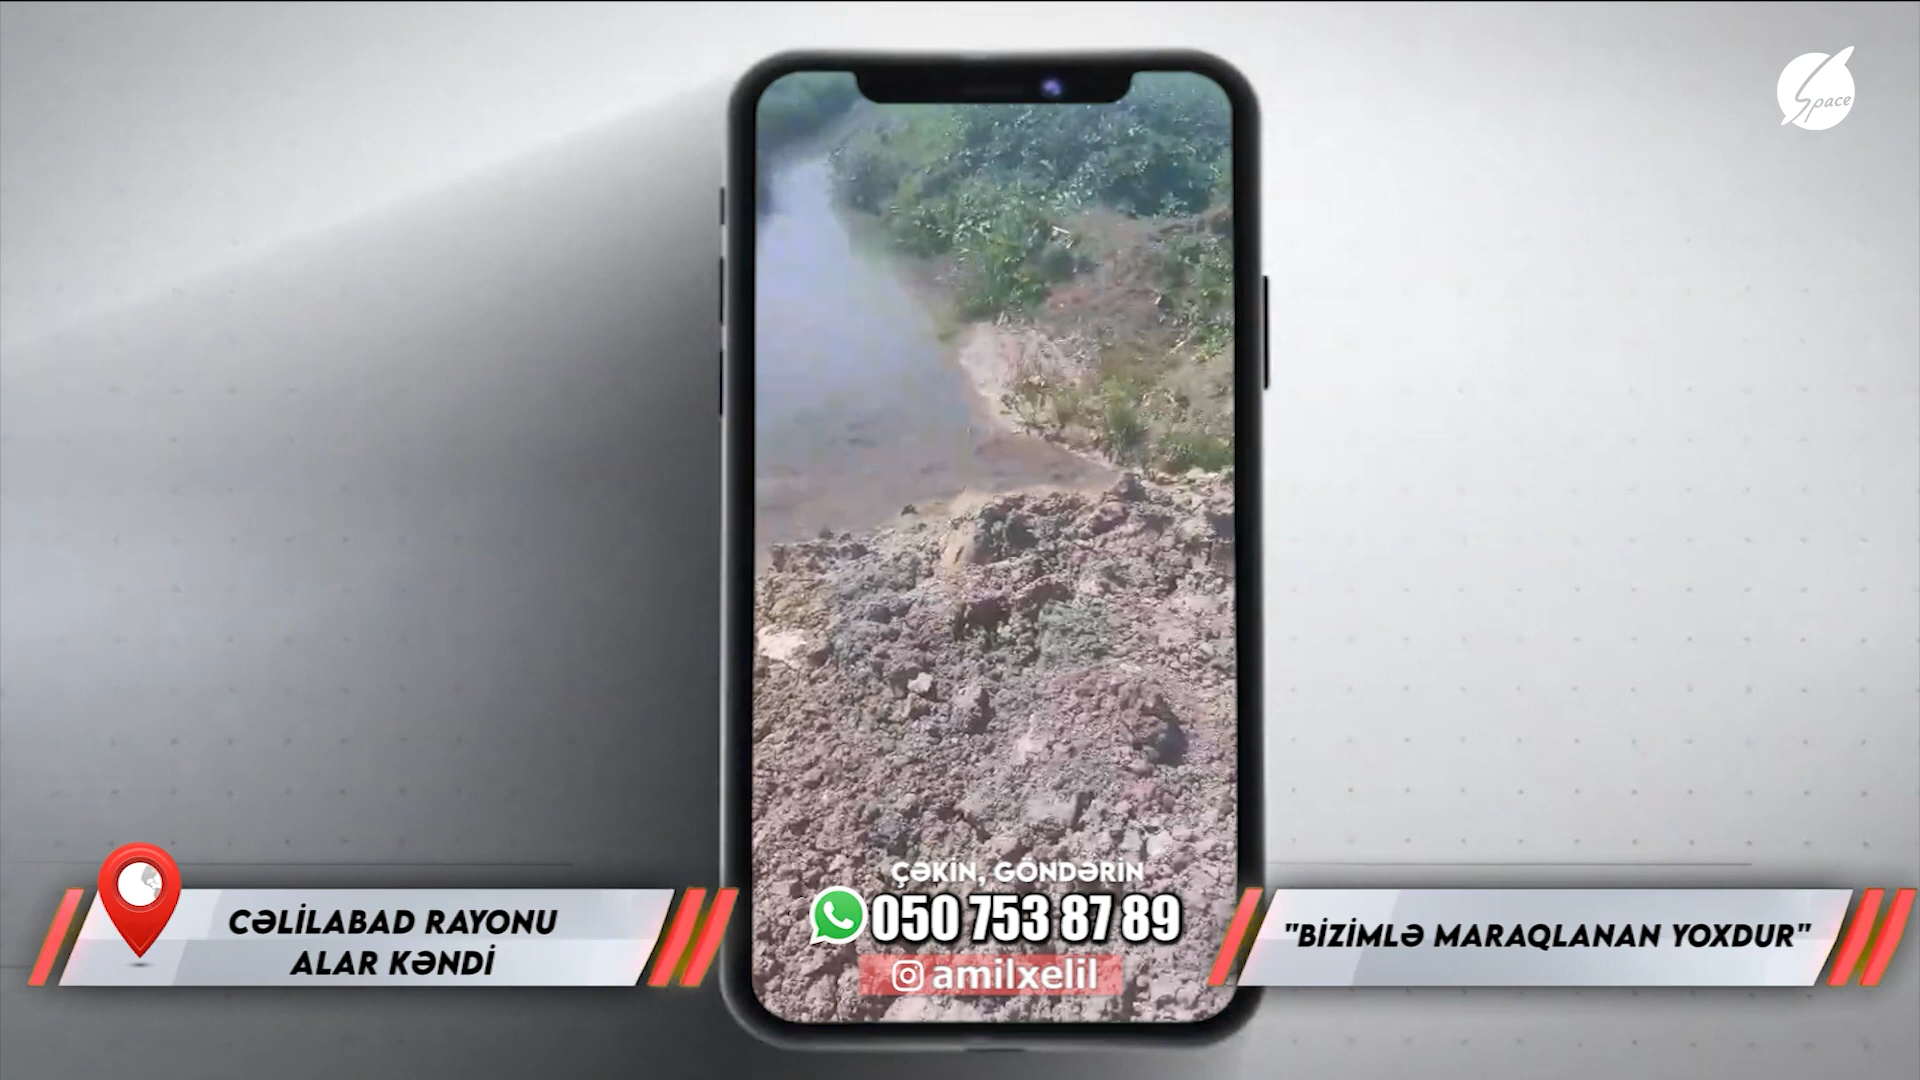 Space
ÇƏKİN, GÖNDƏRİN
050 753 87 89
amilxelil
CƏLİLABAD RAYONU
ALAR KƏNDİ
"BİZİMLƏ MARAQLANAN YOXDUR"